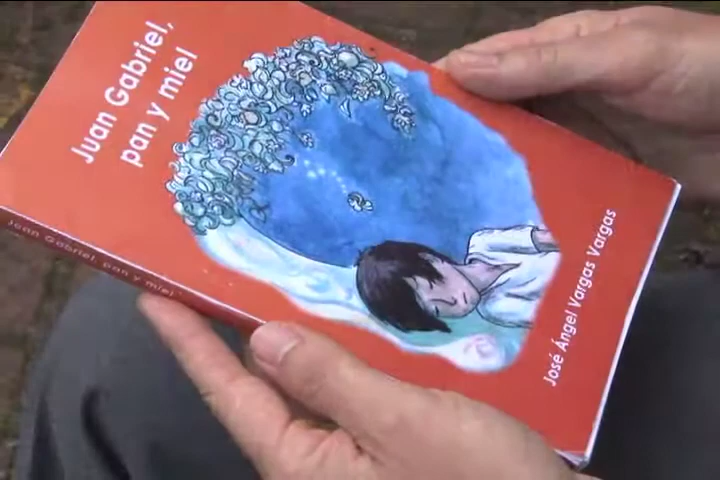 Juan Gabriel,
pan y miel
José Ángel Vargas Vargas
Juan Gabriel, pan y miel